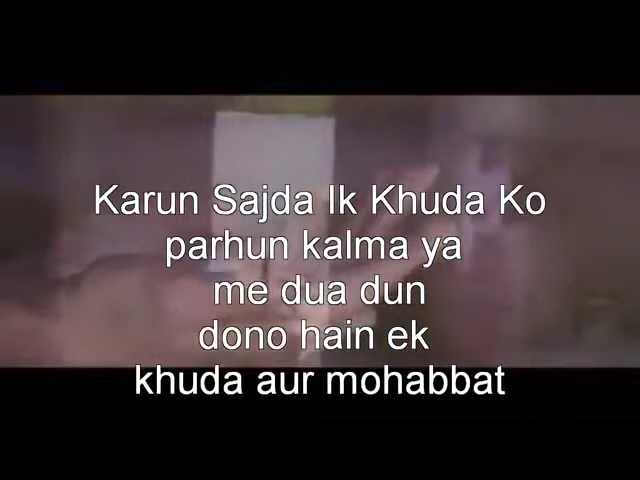 Karun Sajda Ik Khuda Ko
parhun kalma ya
me dua dun
dono hain ek
khuda aur mohabbat